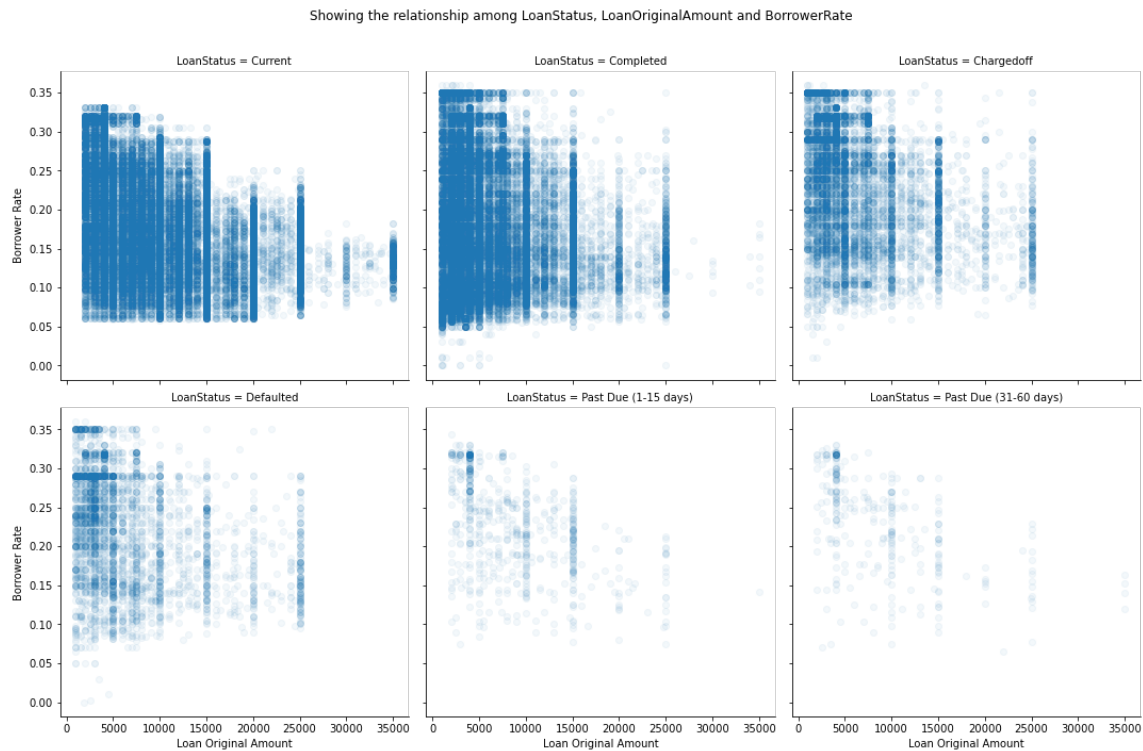 Showing the relationship among LoanStatus, LoanOriginalAmount and BorrowerRate
LoanStatus = Current
LoanStatus = Completed
LoanStatus = Chargedoff
0.35
0.30
0.25
0.20
0.15
0.10
0.05
0.00
Borrower Rate
LoanStatus = Defaulted
LoanStatus = Past Due (1-15 days)
LoanStatus = Past Due (31-60 days)
0.35
0.30
0.25
0.20
0.15
0.10
0.05
0.00
Borrower Rate
0 5000 10000 15000 20000 25000 30000 35000
Loan Original Amount
0 5000 10000 15000 20000 25000 30000 35000
Loan Original Amount
0 5000 10000 15000 20000 25000 30000 35000
Loan Original Amount